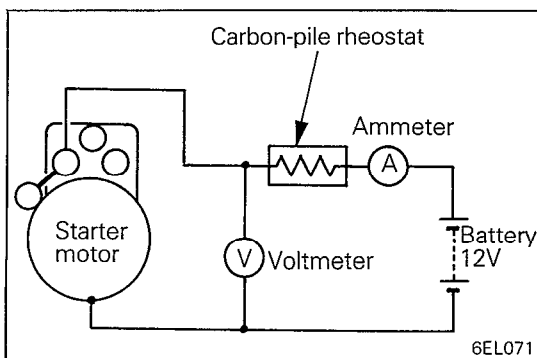 Carbon-pile rheostat
Ammeter
A
Starter
motor
V
Voltmeter
Battery
12V
6EL071